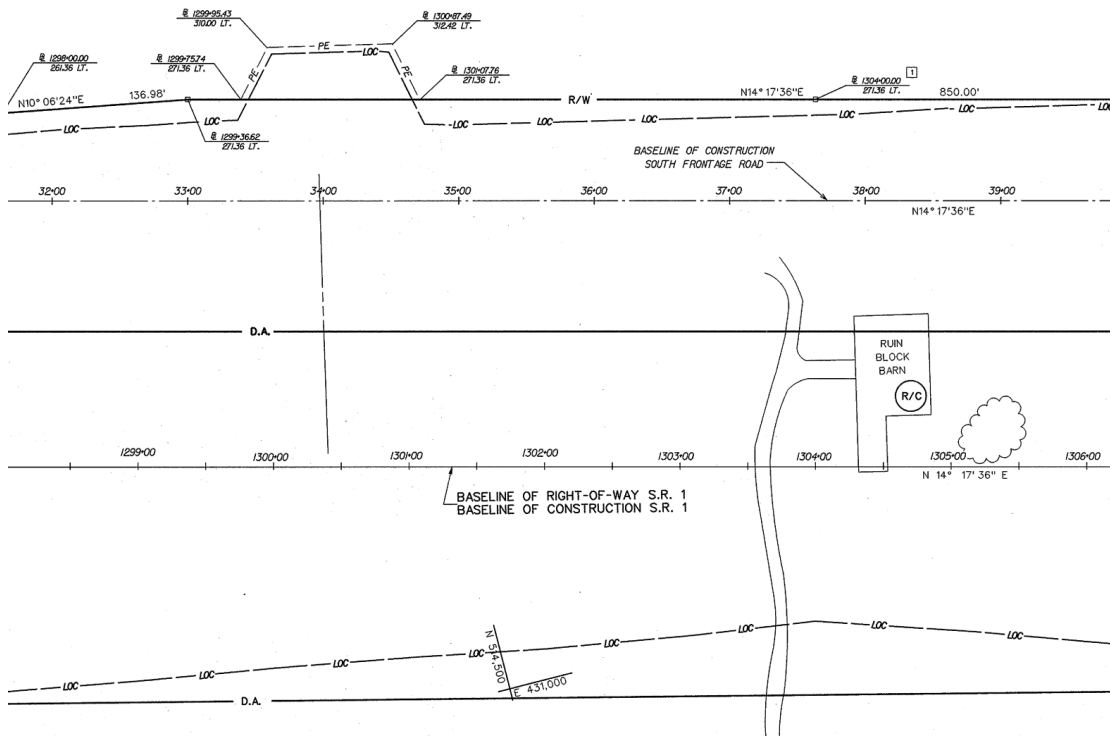 ℞ 1299+95.43
310.00 LT.
℞ 1300+87.49
312.42 LT.
PE
LOC
℞ 1298+00.00
261.36 LT.
℞ 1299+75.74
271.36 LT.
PE
PE
℞ 1301+07.76
271.36 LT.
1
℞ 1304+00.00
271.36 LT.
N10° 06'24"E
136.98'
R/W
N14° 17'36"E
850.00'
LOC
LOC
LOC
LOC
LOC
LOC
LOC
LOC
℞ 1299+36.62
271.36 LT.
BASELINE OF CONSTRUCTION
SOUTH FRONTAGE ROAD
32+00
33+00
34+00
35+00
36+00
37+00
38+00
39+00
N14° 17'36"E
D.A.
RUIN
BLOCK
BARN
R/C
1299+00
1300+00
1301+00
1302+00
1303+00
1304+00
1305+00
1306+00
N 14° 17' 36" E
BASELINE OF RIGHT-OF-WAY S.R. 1
BASELINE OF CONSTRUCTION S.R. 1
LOC
LOC
LOC
LOC
LOC
LOC
LOC
LOC
N 514,500
E 431,000
D.A.